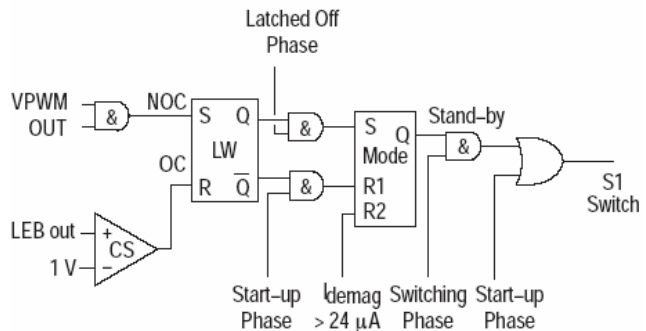 Latched Off
Phase
VPWM
OUT
&
NOC
S
Q
LW
OC
R
Q
&
&
S
Q
Mode
R1
R2
Stand–by
&
S1
Switch
LEB out
+
CS
1 V
–
Start–up
Phase
Idemag
> 24 μA
Switching
Phase
Start–up
Phase